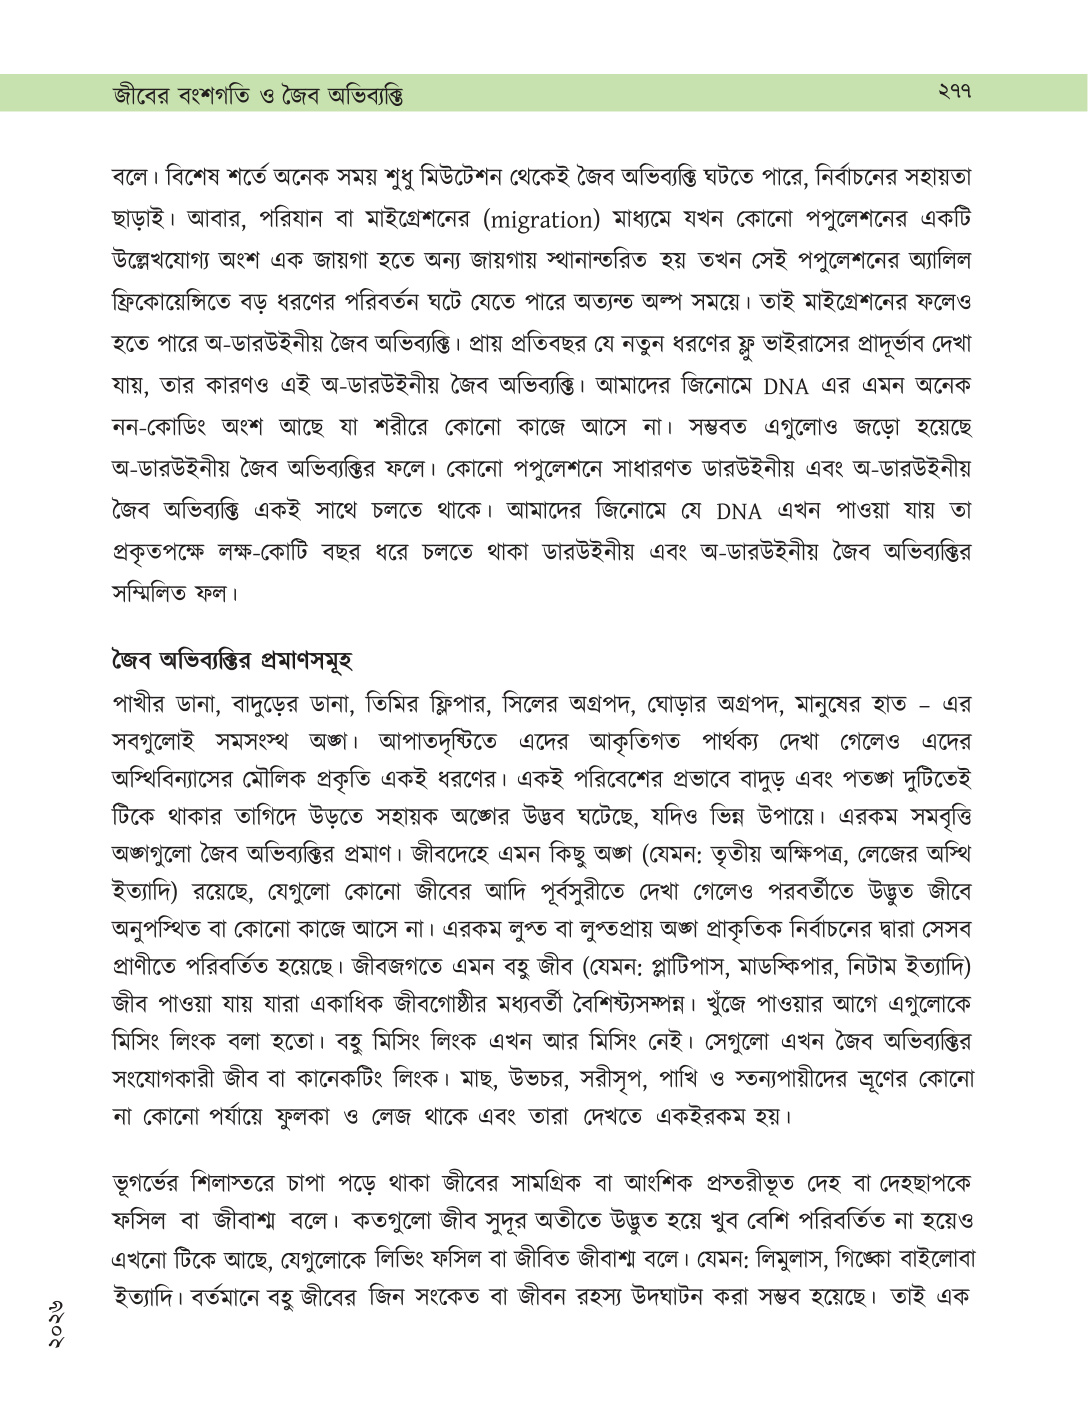 জীবের বংশগতি ও জৈব অভিব্যক্তি
২৭৭
বলে। বিশেষ শর্তে অনেক সময় শুধু মিউটেশন থেকেই জৈব অভিব্যক্তি ঘটতে পারে, নির্বাচনের সহায়তা
ছাড়াই। আবার, পরিযান বা মাইগ্রেশনের (migration) মাধ্যমে যখন কোনো পপুলেশনের একটি
উল্লেখযোগ্য অংশ এক জায়গা হতে অন্য জায়গায় স্থানান্তরিত হয় তখন সেই পপুলেশনের অ্যালিল
ফ্রিকোয়েন্সিতে বড় ধরণের পরিবর্তন ঘটে যেতে পারে অত্যন্ত অল্প সময়ে। তাই মাইগ্রেশনের ফলেও
হতে পারে অ-ডারউইনীয় জৈব অভিব্যক্তি। প্রায় প্রতিবছর যে নতুন ধরণের ফ্লু ভাইরাসের প্রাদূর্ভাব দেখা
যায়, তার কারণও এই অ-ডারউইনীয় জৈব অভিব্যক্তি। আমাদের জিনোমে DNA এর এমন অনেক
নন-কোডিং অংশ আছে যা শরীরে কোনো কাজে আসে না। সম্ভবত এগুলোও জড়ো হয়েছে
অ-ডারউইনীয় জৈব অভিব্যক্তির ফলে। কোনো পপুলেশনে সাধারণত ডারউইনীয় এবং অ-ডারউইনীয়
জৈব অভিব্যক্তি একই সাথে চলতে থাকে। আমাদের জিনোমে যে DNA এখন পাওয়া যায় তা
প্রকৃতপক্ষে লক্ষ-কোটি বছর ধরে চলতে থাকা ডারউইনীয় এবং অ-ডারউইনীয় জৈব অভিব্যক্তির
সম্মিলিত ফল।
জৈব অভিব্যক্তির প্রমাণসমূহ
পাখীর ডানা, বাদুড়ের ডানা, তিমির ফ্লিপার, সিলের অগ্রপদ, ঘোড়ার অগ্রপদ, মানুষের হাত – এর
সবগুলোই সমসংস্থ অঙ্গ। আপাতদৃষ্টিতে এদের আকৃতিগত পার্থক্য দেখা গেলেও এদের
অস্থিবিন্যাসের মৌলিক প্রকৃতি একই ধরণের। একই পরিবেশের প্রভাবে বাদুড় এবং পতঙ্গ দুটিতেই
টিকে থাকার তাগিদে উড়তে সহায়ক অঙ্গের উদ্ভব ঘটেছে, যদিও ভিন্ন উপায়ে। এরকম সমবৃত্তি
অঙ্গগুলো জৈব অভিব্যক্তির প্রমাণ। জীবদেহে এমন কিছু অঙ্গ (যেমন: তৃতীয় অক্ষিপত্র, লেজের অস্থি
ইত্যাদি) রয়েছে, যেগুলো কোনো জীবের আদি পূর্বসুরীতে দেখা গেলেও পরবর্তীতে উদ্ভুত জীবে
অনুপস্থিত বা কোনো কাজে আসে না। এরকম লুপ্ত বা লুপ্তপ্রায় অঙ্গ প্রাকৃতিক নির্বাচনের দ্বারা সেসব
প্রাণীতে পরিবর্তিত হয়েছে। জীবজগতে এমন বহু জীব (যেমন: প্লাটিপাস, মাডস্কিপার, নিটাম ইত্যাদি)
জীব পাওয়া যায় যারা একাধিক জীবগোষ্ঠীর মধ্যবর্তী বৈশিষ্ট্যসম্পন্ন। খুঁজে পাওয়ার আগে এগুলোকে
মিসিং লিংক বলা হতো। বহু মিসিং লিংক এখন আর মিসিং নেই। সেগুলো এখন জৈব অভিব্যক্তির
সংযোগকারী জীব বা কানেকটিং লিংক। মাছ, উভচর, সরীসৃপ, পাখি ও স্তন্যপায়ীদের ভ্রূণের কোনো
না কোনো পর্যায়ে ফুলকা ও লেজ থাকে এবং তারা দেখতে একইরকম হয়।
ভূগর্ভের শিলাস্তরে চাপা পড়ে থাকা জীবের সামগ্রিক বা আংশিক প্রস্তরীভূত দেহ বা দেহছাপকে
ফসিল বা জীবাশ্ম বলে। কতগুলো জীব সুদূর অতীতে উদ্ভুত হয়ে খুব বেশি পরিবর্তিত না হয়েও
এখনো টিকে আছে, যেগুলোকে লিভিং ফসিল বা জীবিত জীবাশ্ম বলে। যেমন: লিমুলাস, গিঙ্কো বাইলোবা
ইত্যাদি। বর্তমানে বহু জীবের জিন সংকেত বা জীবন রহস্য উদঘাটন করা সম্ভব হয়েছে। তাই এক
২০২৬